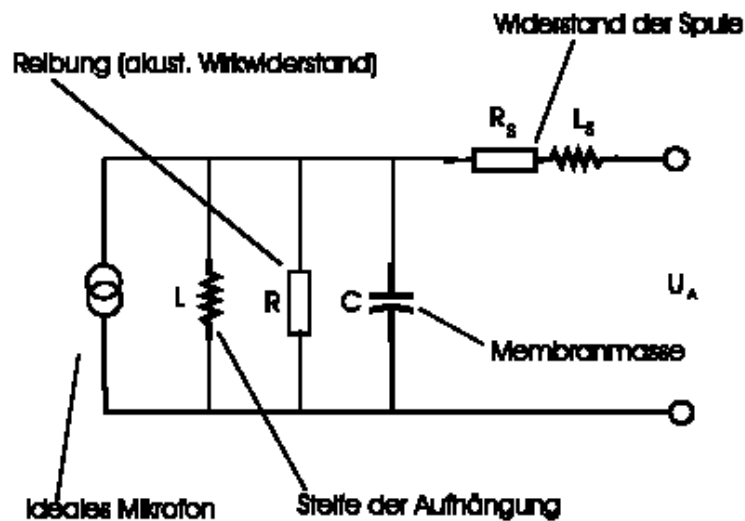 Widerstand der Spule
Reibung (akust. Wirkwiderstand)
R_S L_S
L R C U_A
Membranmasse
Ideales Mikrofon Steife der Aufhängung